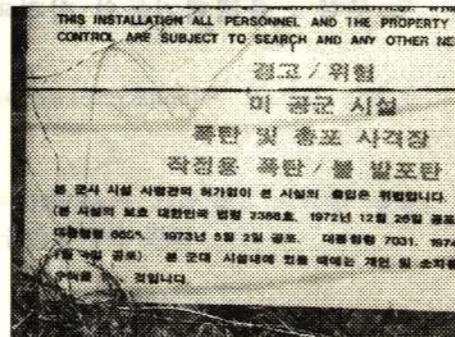 THIS INSTALLATION ALL PERSONNEL AND THE PROPERTY
CONTROL ARE SUBJECT TO SEARCH AND ANY OTHER NE
경고/위험
미 공군 시설
폭탄 및 총포 사격장
작정용 폭탄/불 발포탄
본 군사 시설 사령관의 허가없이 본 시설의 출입은 위법입니다.
(본 시설의 보호 대한민국 법령 2388호, 1972년 12월 26일 공포
대통령령 1973년 5월 2일 공포, 대통령령 7031, 1974
공포) 본 군대 시설내에 있을 때에는 개인 및 소지품
것입니다